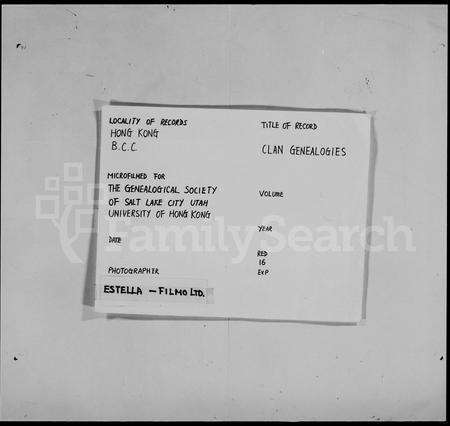 LOCALITY OF RECORDS
HONG KONG
B.C.C.
TITLE OF RECORD
CLAN GENEALOGIES
MICROFILMED FOR
THE GENEALOGICAL SOCIETY
OF SALT LAKE CITY UTAH
UNIVERSITY OF HONG KONG
VOLUME
YEAR
DATE
RED
16
EXP
PHOTOGRAPHER
ESTELLA – FILMO LTD.
FamilySearch